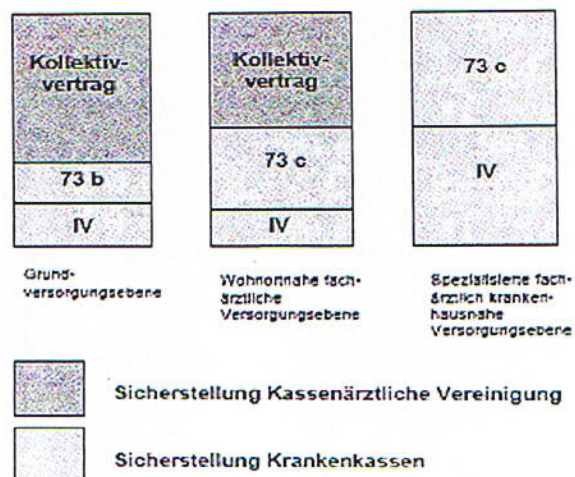 Kollektiv-
vertrag
73 b
IV
Grund-
versorgungsebene
Kollektiv-
vertrag
73 c
IV
Wohnortnahe fach-
ärztliche
Versorgungsebene
73 c
IV
Spezialisierte fach-
ärztlich kranken-
hausnahe
Versorgungsebene
Sicherstellung Kassenärztliche Vereinigung
Sicherstellung Krankenkassen